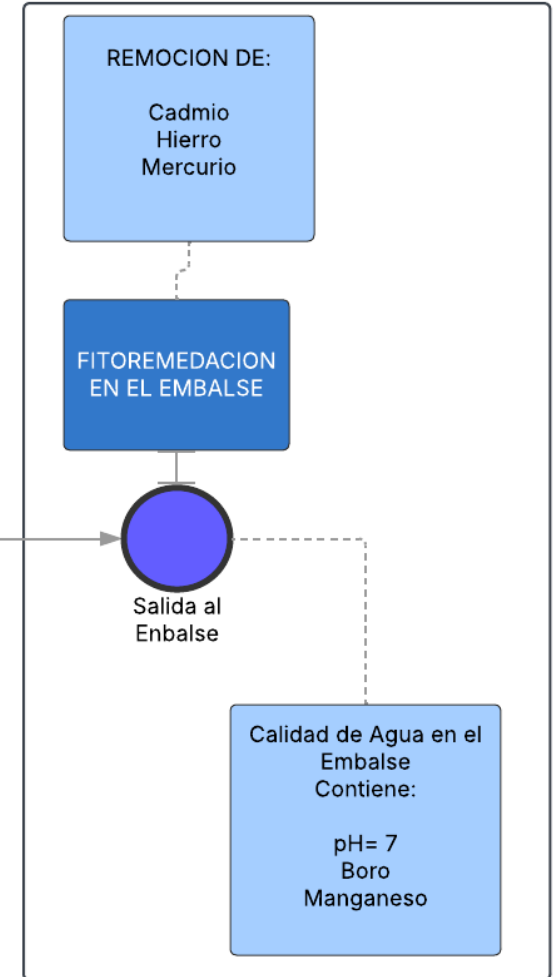 REMOCION DE:
Cadmio
Hierro
Mercurio
FITOREMEDACION
EN EL EMBALSE
Salida al
Enbalse
Calidad de Agua en el
Embalse
Contiene:
pH= 7
Boro
Manganeso